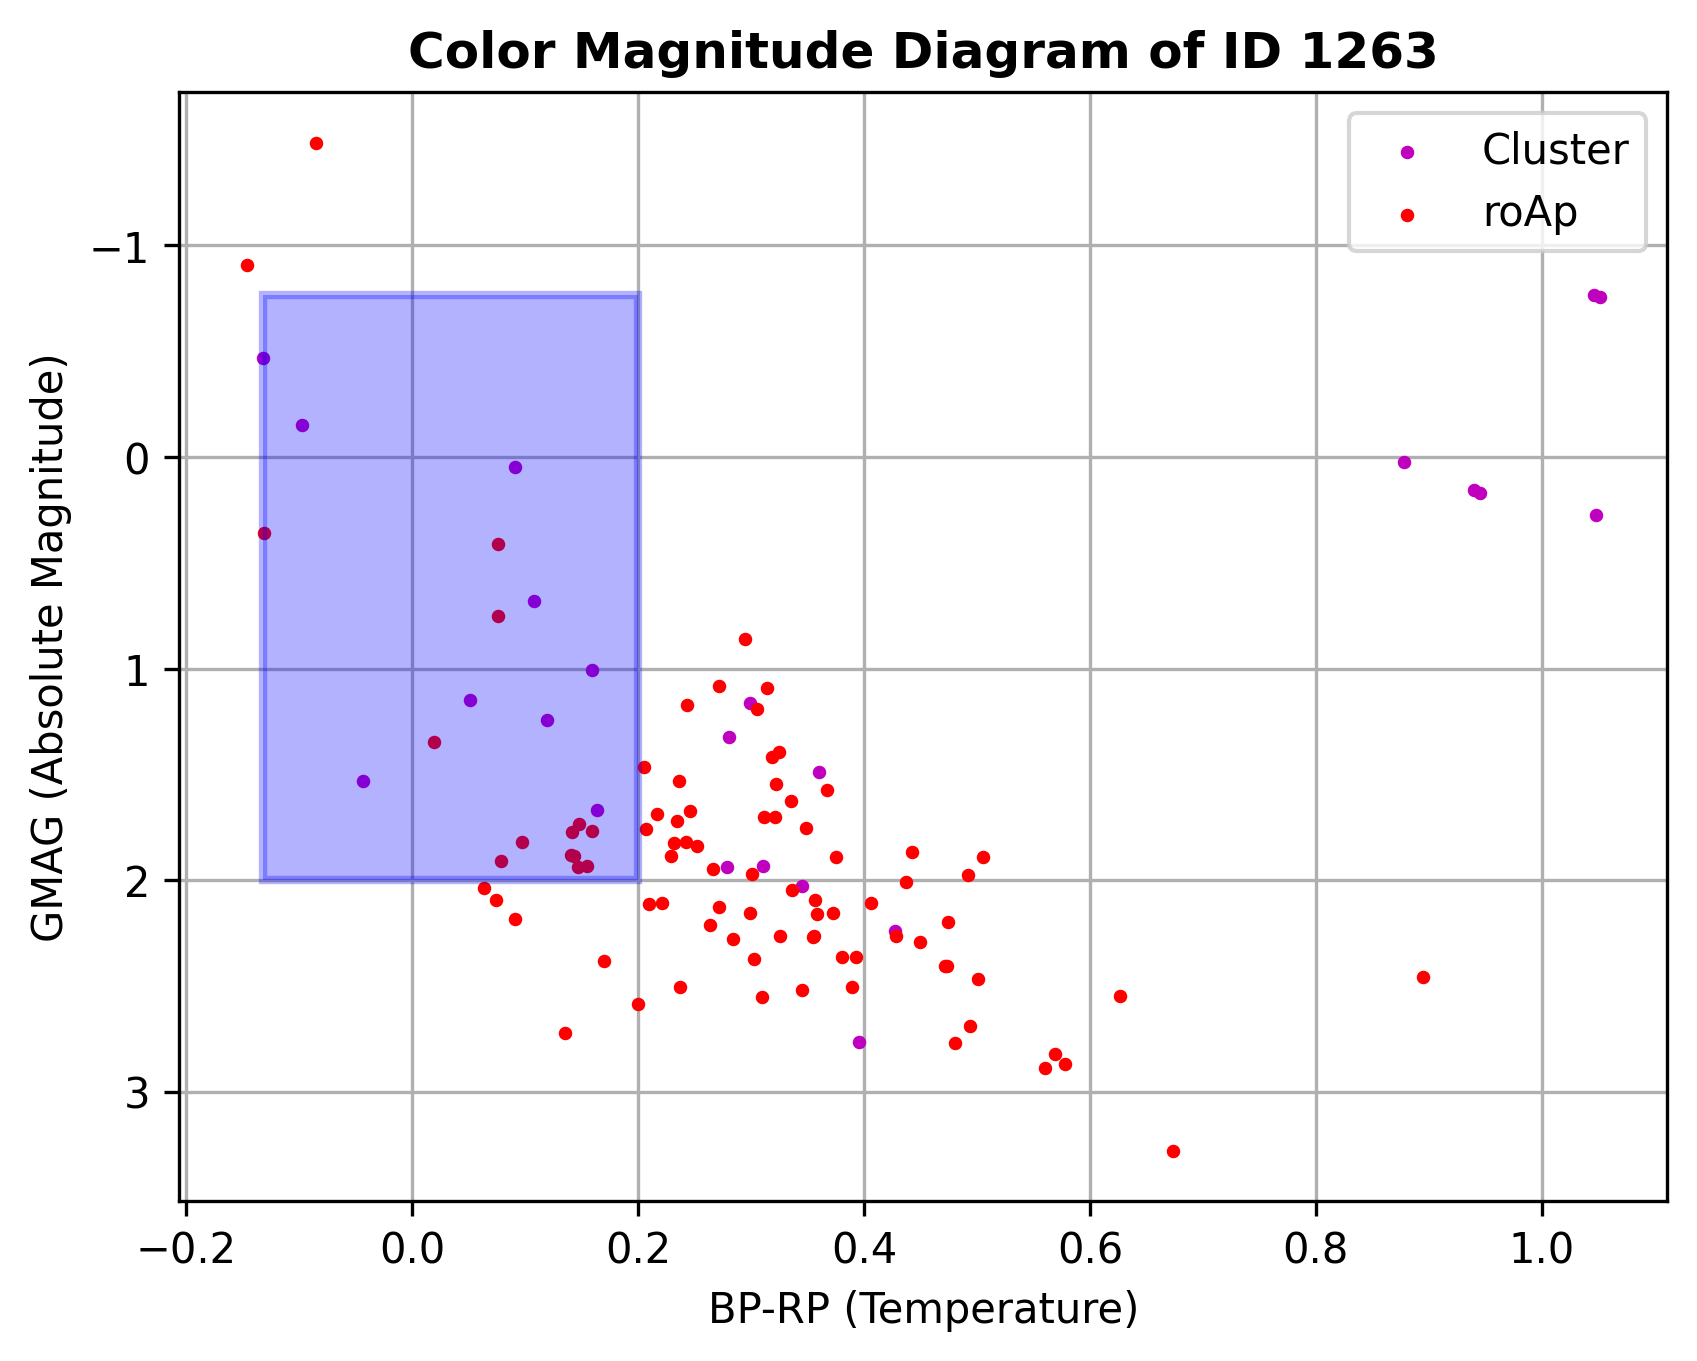 Color Magnitude Diagram of ID 1263
Cluster
roAp
GMAG (Absolute Magnitude)
−1
0
1
2
3
−0.2 0.0 0.2 0.4 0.6 0.8 1.0
BP-RP (Temperature)